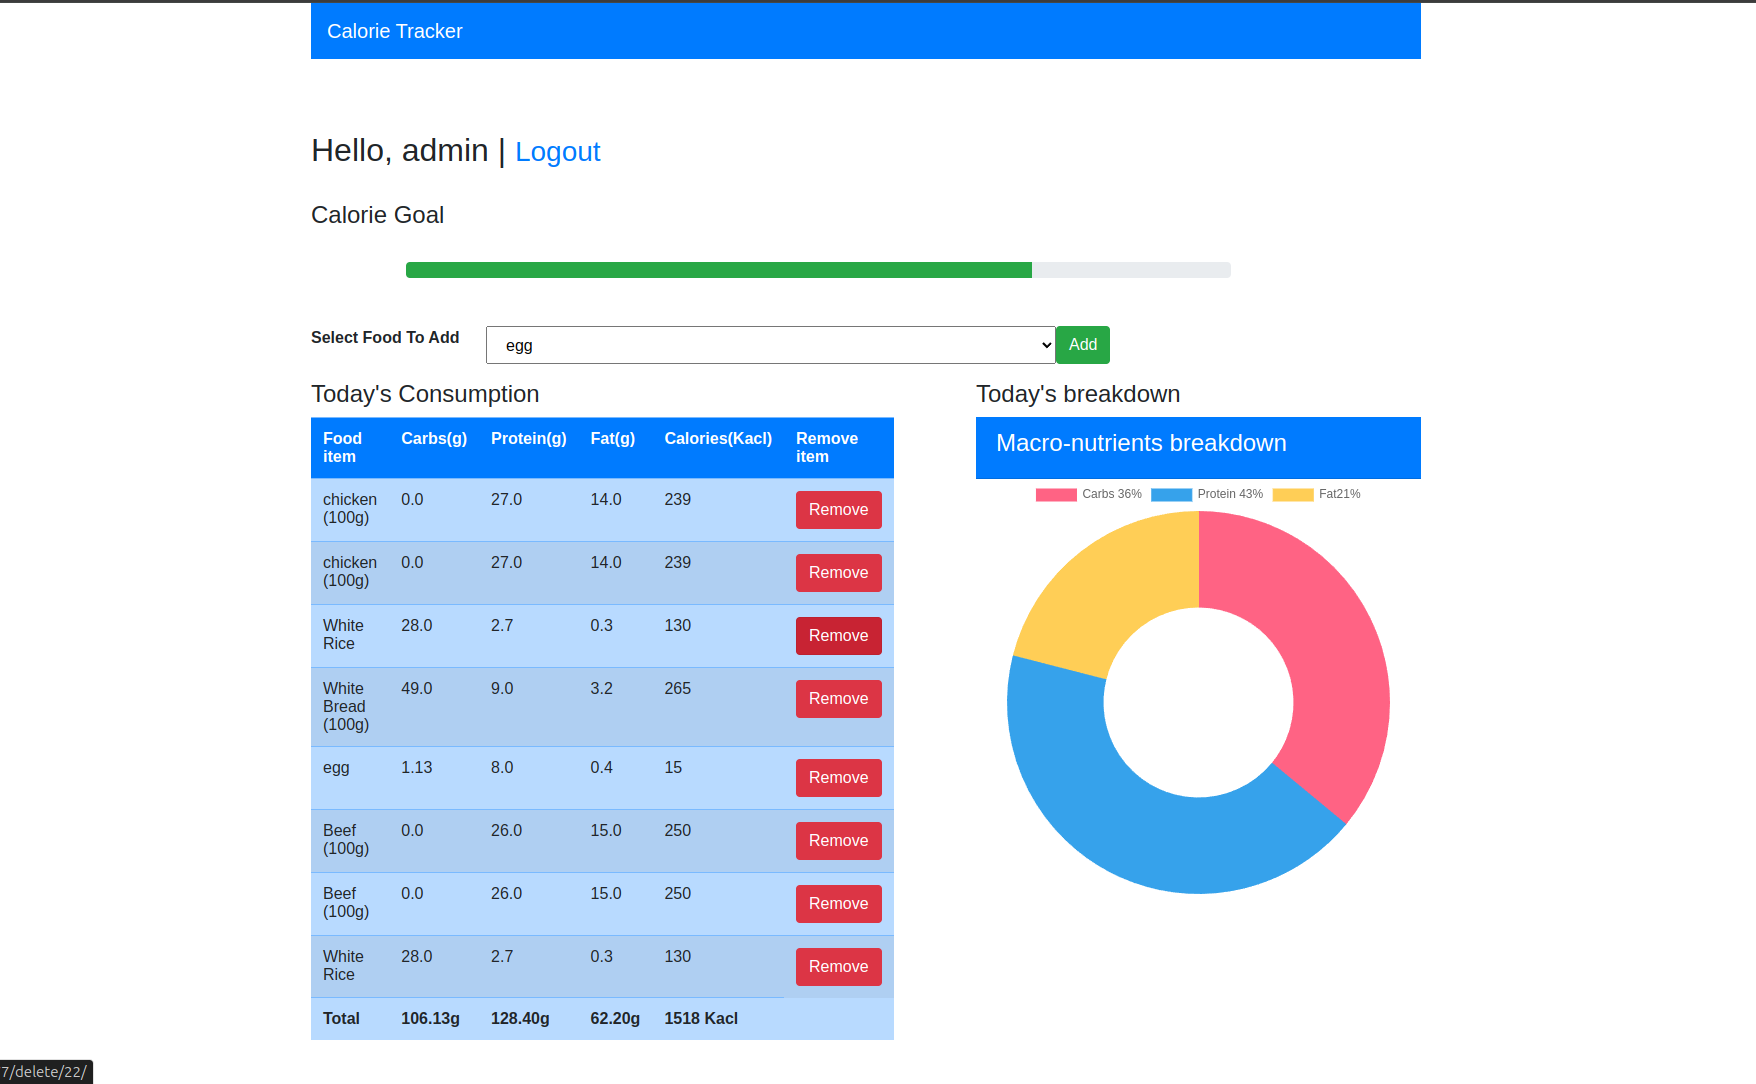 Calorie Tracker
Hello, admin | Logout
Calorie Goal
Select Food To Add egg Add
Today's Consumption
Food item Carbs(g) Protein(g) Fat(g) Calories(Kacl) Remove item
chicken (100g) 0.0 27.0 14.0 239 Remove
chicken (100g) 0.0 27.0 14.0 239 Remove
White Rice 28.0 2.7 0.3 130 Remove
White Bread (100g) 49.0 9.0 3.2 265 Remove
egg 1.13 8.0 0.4 15 Remove
Beef (100g) 0.0 26.0 15.0 250 Remove
Beef (100g) 0.0 26.0 15.0 250 Remove
White Rice 28.0 2.7 0.3 130 Remove
Total 106.13g 128.40g 62.20g 1518 Kacl
Today's breakdown
Macro-nutrients breakdown
Carbs 36% Protein 43% Fat21%
7/delete/22/